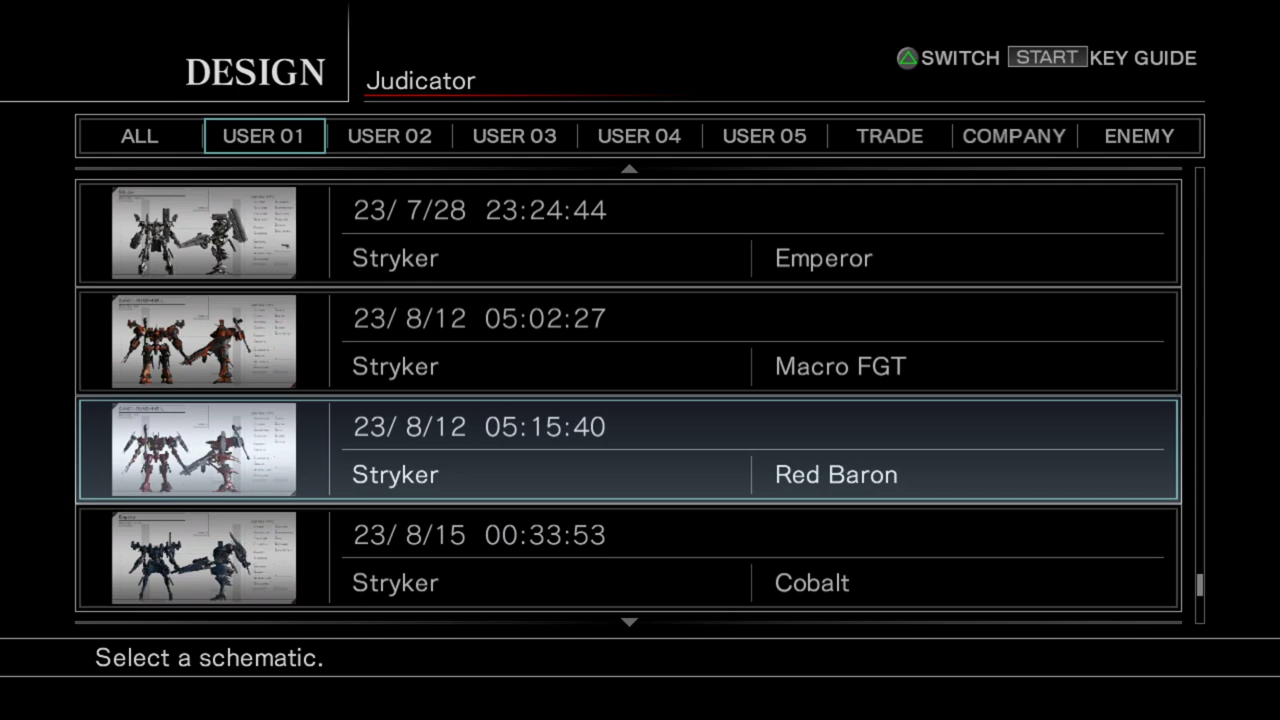 DESIGN
Judicator
SWITCH START KEY GUIDE
ALL USER 01 USER 02 USER 03 USER 04 USER 05 TRADE COMPANY ENEMY
23/ 7/28 23:24:44
Stryker Emperor
23/ 8/12 05:02:27
Stryker Macro FGT
23/ 8/12 05:15:40
Stryker Red Baron
23/ 8/15 00:33:53
Stryker Cobalt
Select a schematic.